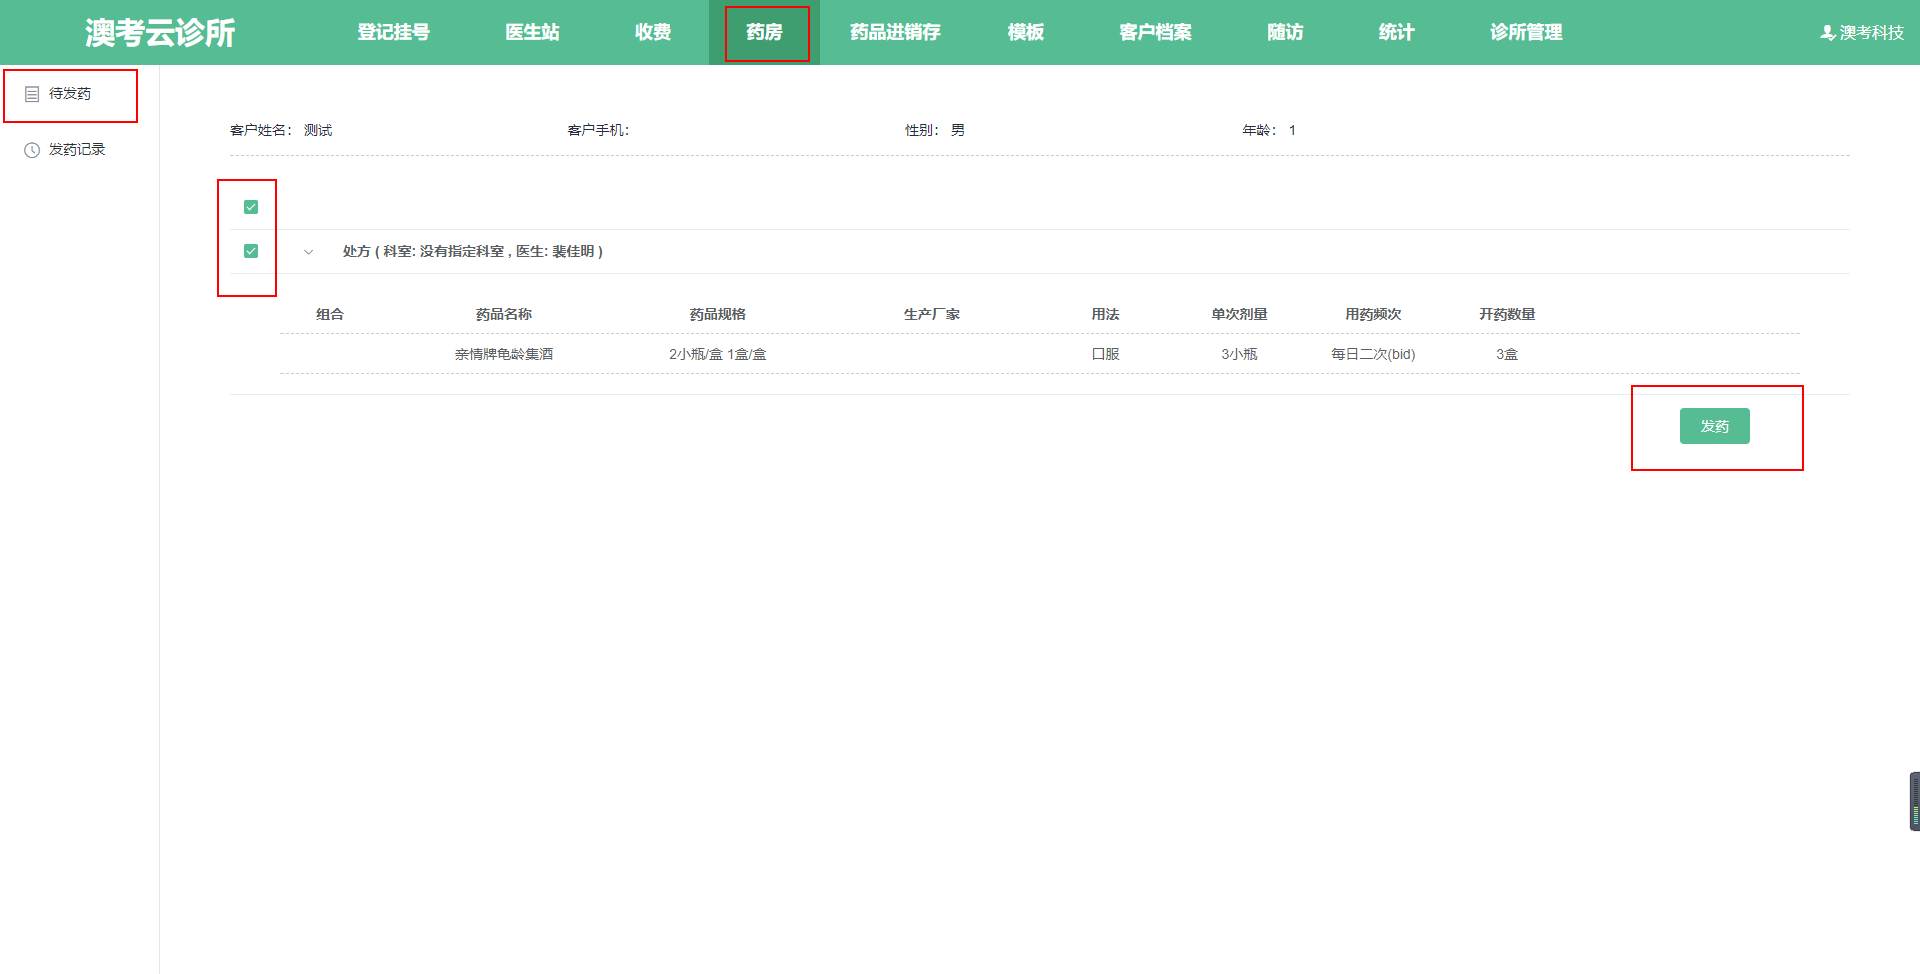 澳考云诊所 登记挂号 医生站 收费 药房 药品进销存 模板 客户档案 随访 统计 诊所管理 澳考科技
待发药
发药记录
客户姓名： 测试 客户手机： 性别： 男 年龄： 1
处方 ( 科室: 没有指定科室 , 医生: 裴佳明 )
组合 药品名称 药品规格 生产厂家 用法 单次剂量 用药频次 开药数量
亲情牌龟龄集酒 2小瓶/盒 1盒/盒 口服 3小瓶 每日二次(bid) 3盒
发药